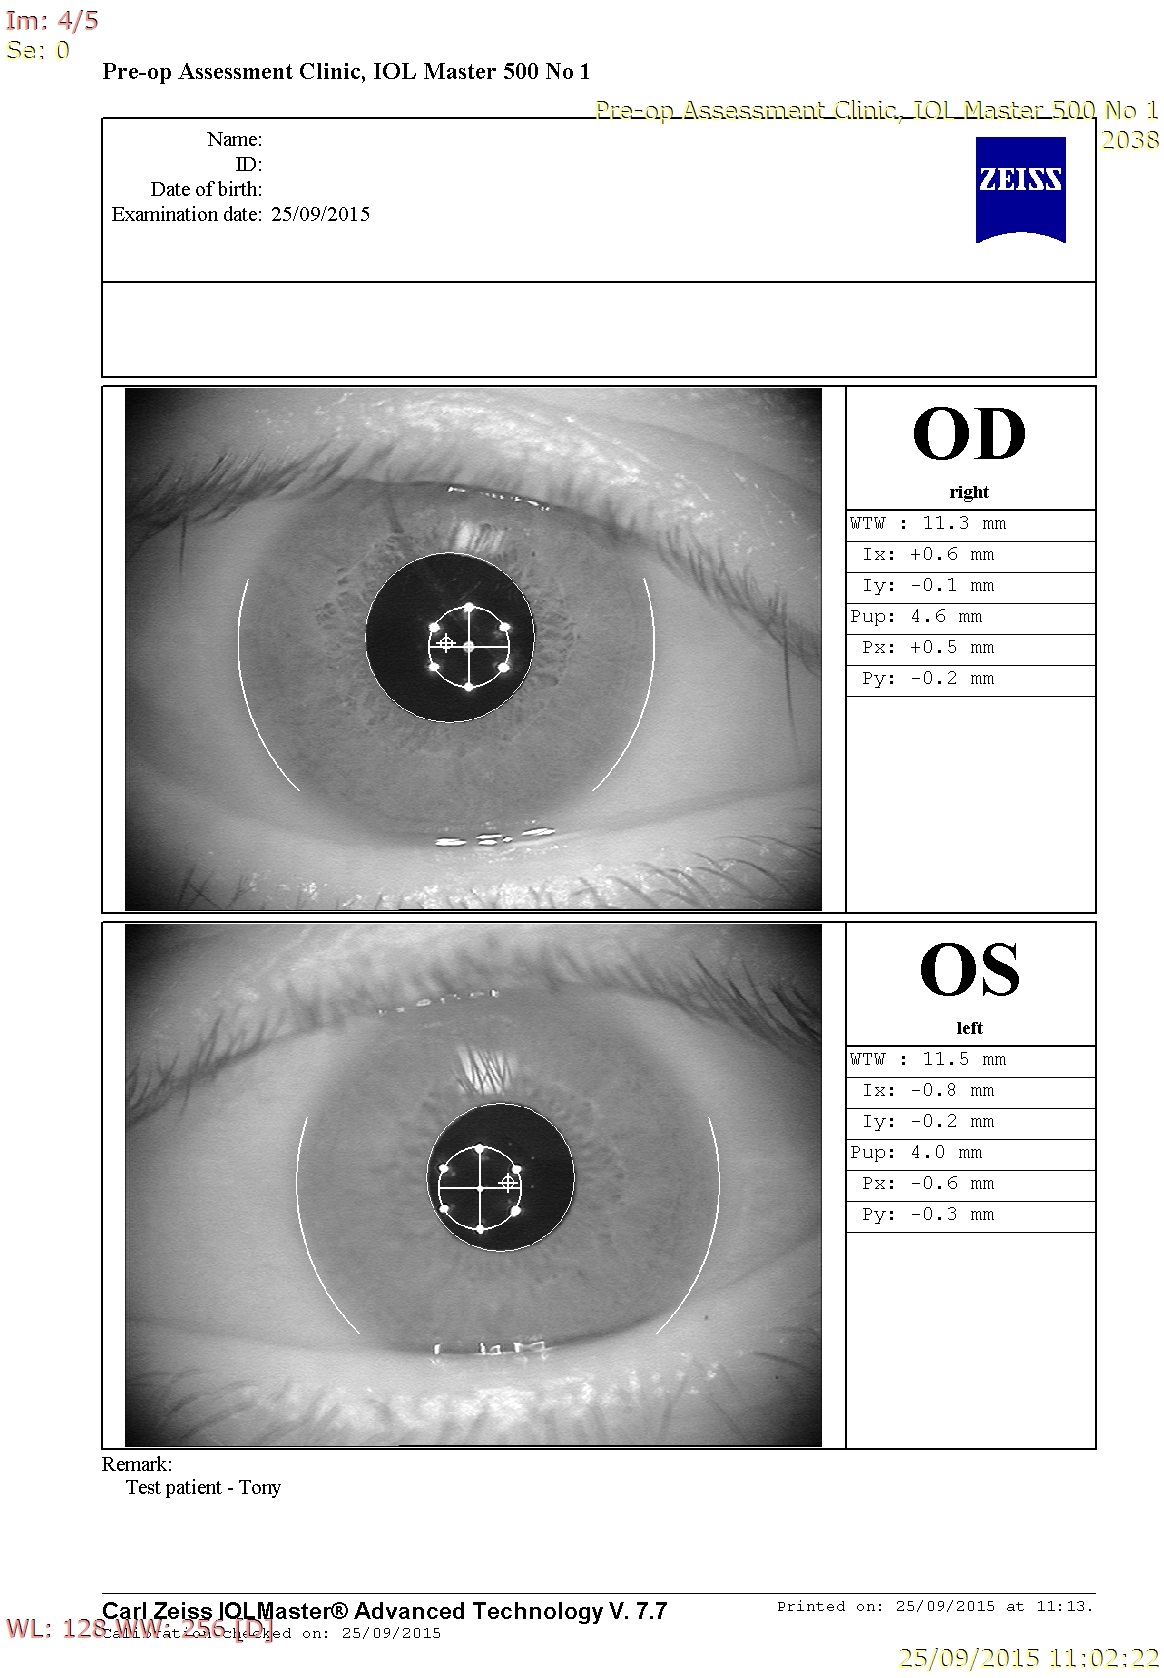 Im: 4/5
Se: 0
Pre-op Assessment Clinic, IOL Master 500 No 1
Pre-op Assessment Clinic, IOL Master 500 No 1
2038
Name:
ID:
Date of birth:
Examination date: 25/09/2015
ZEISS
OD
right
WTW : 11.3 mm
Ix: +0.6 mm
Iy: -0.1 mm
Pup: 4.6 mm
Px: +0.5 mm
Py: -0.2 mm
OS
left
WTW : 11.5 mm
Ix: -0.8 mm
Iy: -0.2 mm
Pup: 4.0 mm
Px: -0.6 mm
Py: -0.3 mm
Remark:
Test patient - Tony
Carl Zeiss IOLMaster® Advanced Technology V. 7.7
Printed on: 25/09/2015 at 11:13.
WL: 128 WW: 256 [D]
Calibration checked on: 25/09/2015
25/09/2015 11:02:22